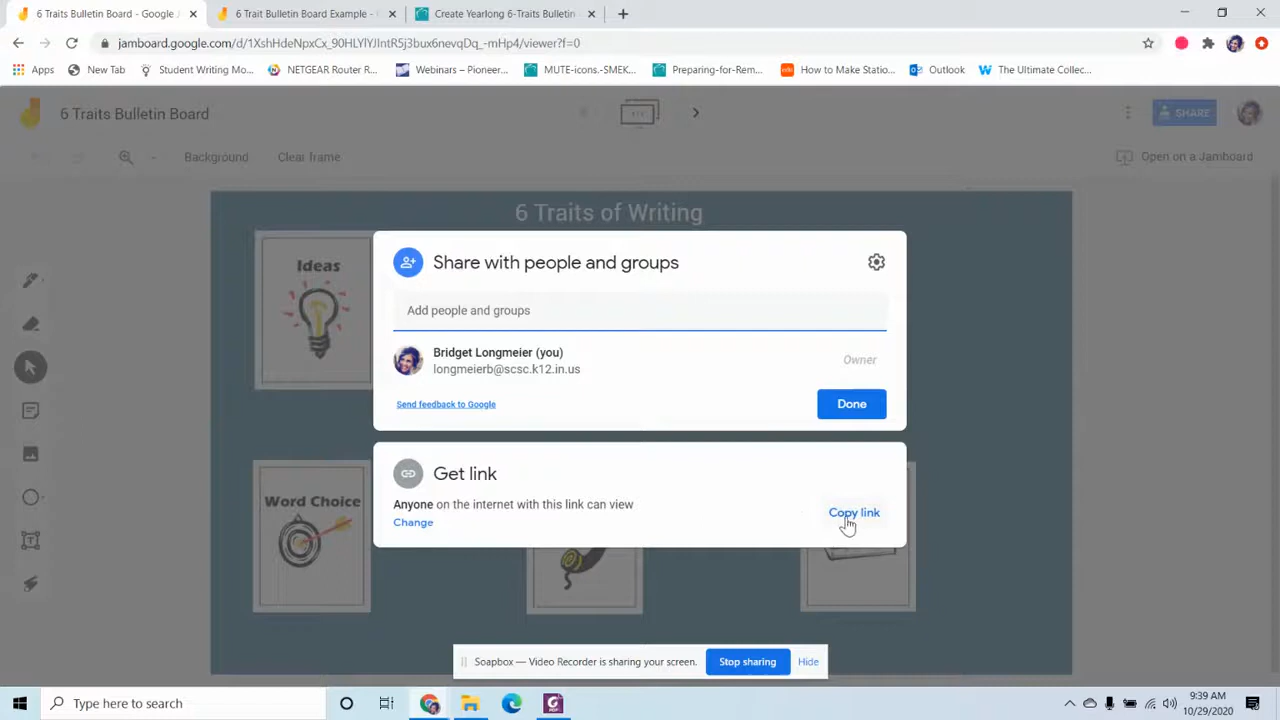 6 Traits Bulletin Board - Google
6 Trait Bulletin Board Example -
Create Yearlong 6-Traits Bulletin
jamboard.google.com/d/1XshHdeNpxCx_90HLYlYJIntR5j3bux6nevqDq_-mHp4/viewer?f=0
Apps
New Tab
Student Writing Mo...
NETGEAR Router R...
Webinars – Pioneer...
MUTE-icons.-SMEK...
Preparing-for-Rem...
How to Make Statio...
Outlook
The Ultimate Collec...
6 Traits Bulletin Board
SHARE
Background
Clear frame
Open on a Jamboard
6 Traits of Writing
Ideas
Word Choice
Share with people and groups
Add people and groups
Bridget Longmeier (you)
longmeierb@scsc.k12.in.us
Owner
Send feedback to Google
Done
Get link
Anyone on the internet with this link can view
Change
Copy link
Soapbox — Video Recorder is sharing your screen.
Stop sharing
Hide
Type here to search
9:39 AM
10/29/2020